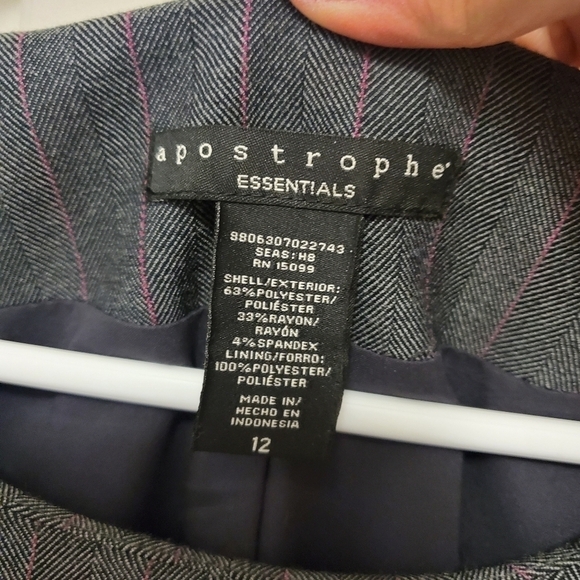 apostrophe
ESSENTIALS
9806307022743
SEAS: H8
RN 15099
SHELL/EXTERIOR:
63%POLYESTER/
POLIÉSTER
33%RAYON/
RAYÓN
4%SPANDEX
LINING/FORRO:
100%POLYESTER/
POLIÉSTER
MADE IN/
HECHO EN
INDONESIA
12